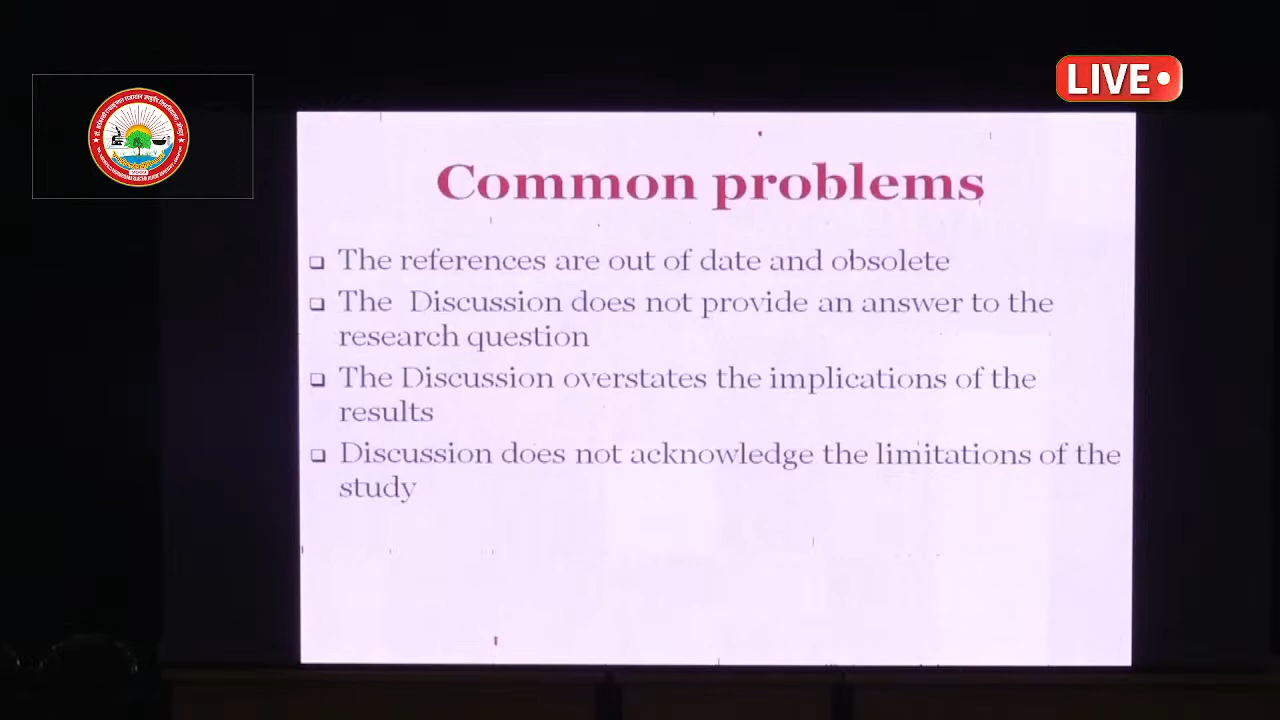 LIVE
Common problems
The references are out of date and obsolete
The Discussion does not provide an answer to the
research question
The Discussion overstates the implications of the
results
Discussion does not acknowledge the limitations of the
study